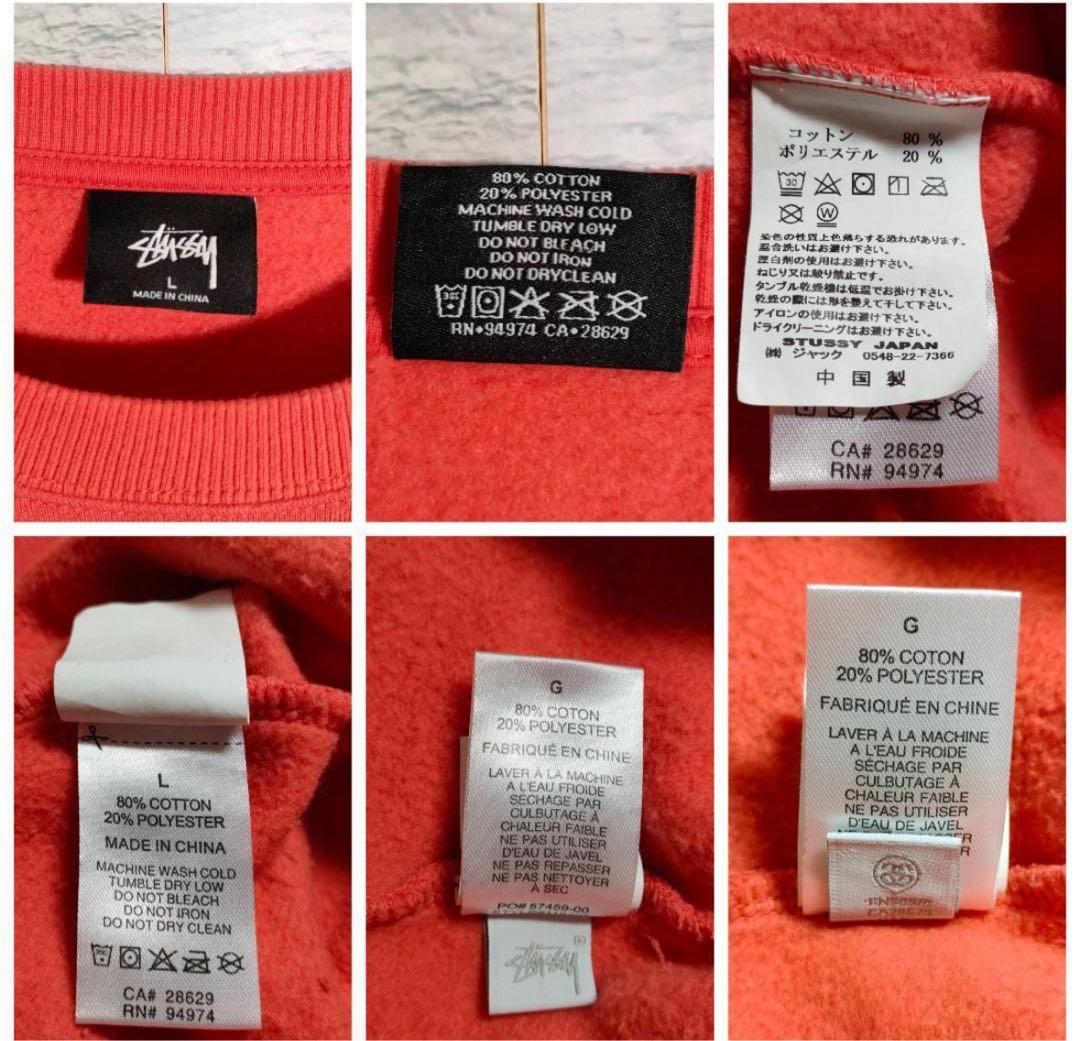 STÜSSY
L
MADE IN CHINA
80% COTTON
20% POLYESTER
MACHINE WASH COLD
TUMBLE DRY LOW
DO NOT BLEACH
DO NOT IRON
DO NOT DRYCLEAN
RN•94974 CA•28629
コットン 80 %
ポリエステル 20 %
30
W
染色の性質上色落ちする恐れがあります。
混合洗いはお避け下さい。
漂白剤の使用はお避け下さい。
ねじり又は絞り禁止です。
タンブル乾燥機は低温でお掛け下さい。
乾燥の際には形を整えて干して下さい。
アイロンの使用はお避け下さい。
ドライクリーニングはお避け下さい。
STUSSY JAPAN
㈱ ジャック 0548-22-7366
中国製
CA# 28629
RN# 94974
L
80% COTTON
20% POLYESTER
MADE IN CHINA
MACHINE WASH COLD
TUMBLE DRY LOW
DO NOT BLEACH
DO NOT IRON
DO NOT DRY CLEAN
CA# 28629
RN# 94974
G
80% COTON
20% POLYESTER
FABRIQUÉ EN CHINE
LAVER À LA MACHINE
A L'EAU FROIDE
SÉCHAGE PAR
CULBUTAGE À
CHALEUR FAIBLE
NE PAS UTILISER
D'EAU DE JAVEL
NE PAS REPASSER
NE PAS NETTOYER
À SEC
PO# 57459-00
STÜSSY
G
80% COTON
20% POLYESTER
FABRIQUÉ EN CHINE
LAVER À LA MACHINE
A L'EAU FROIDE
SÉCHAGE PAR
CULBUTAGE À
CHALEUR FAIBLE
NE PAS UTILISER
D'EAU DE JAVEL
RN94974
CA28629